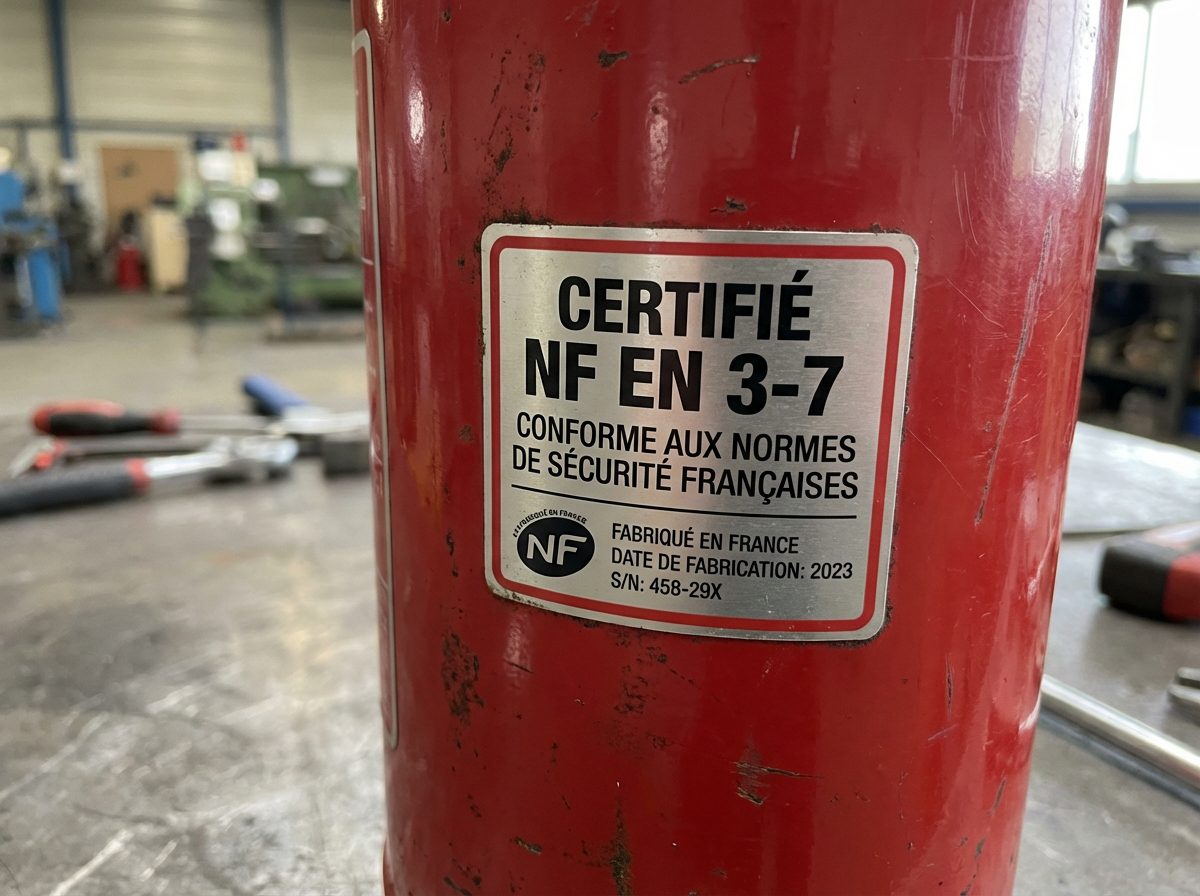 CERTIFIÉ
NF EN 3-7
CONFORME AUX NORMES
DE SÉCURITÉ FRANÇAISES
NF
FABRIQUÉ EN FRANCE
DATE DE FABRICATION: 2023
S/N: 458-29X